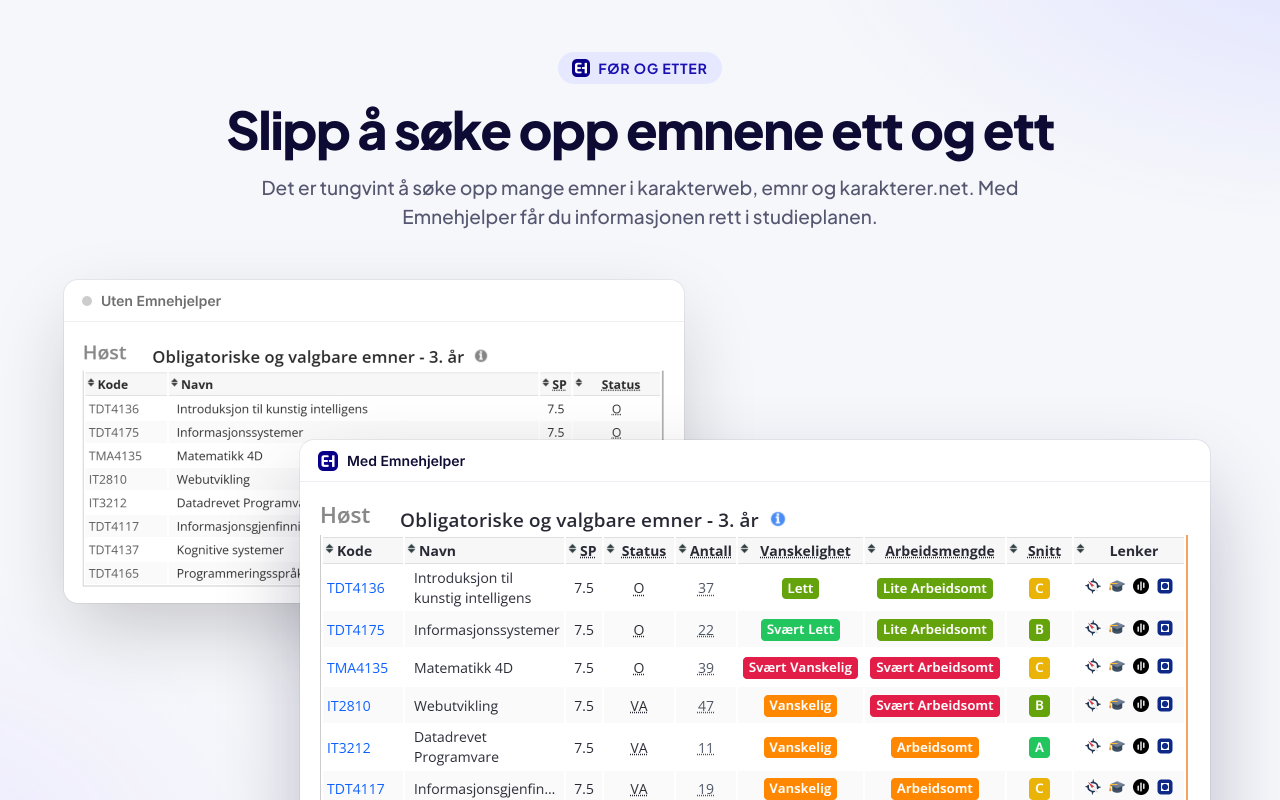 FØR OG ETTER
Slipp å søke opp emnene ett og ett
Det er tungvint å søke opp mange emner i karakterweb, emnr og karakterer.net. Med
Emnehjelper får du informasjonen rett i studieplanen.
Uten Emnehjelper
Høst Obligatoriske og valgbare emner - 3. år
Kode Navn SP Status
TDT4136 Introduksjon til kunstig intelligens 7.5 O
TDT4175 Informasjonssystemer 7.5 O
TMA4135 Matematikk 4D
IT2810 Webutvikling
IT3212 Datadrevet
TDT4117
TDT4137 Kognitive systemer
TDT4165
Med Emnehjelper
Høst Obligatoriske og valgbare emner - 3. år
Kode Navn SP Status Antall Vanskelighet Arbeidsmengde Snitt Lenker
TDT4136 Introduksjon til
kunstig intelligens 7.5 O 37 Lett Lite Arbeidsomt C
TDT4175 Informasjonssystemer 7.5 O 22 Svært Lett Lite Arbeidsomt B
TMA4135 Matematikk 4D 7.5 O 39 Svært Vanskelig Svært Arbeidsomt C
IT2810 Webutvikling 7.5 VA 47 Vanskelig Svært Arbeidsomt B
IT3212 Datadrevet
Programvare 7.5 VA 11 Vanskelig Arbeidsomt A
TDT4117 Informasjonsgjenfin... 7.5 VA 19 Vanskelig Arbeidsomt C